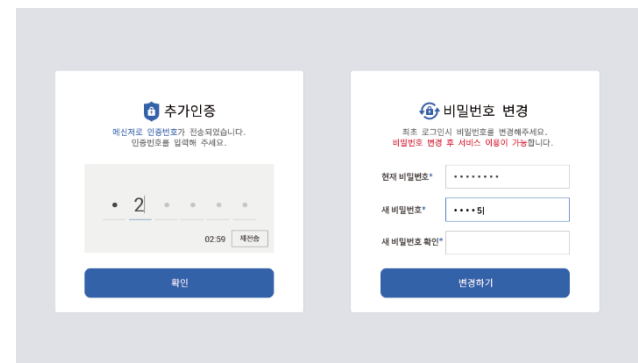 추가인증
메신저로 인증번호가 전송되었습니다.
인증번호를 입력해 주세요.
• 2
02:59 재전송
확인
비밀번호 변경
최초 로그인시 비밀번호를 변경해주세요.
비밀번호 변경 후 서비스 이용이 가능합니다.
현재 비밀번호* ••••••••
새 비밀번호* ••••5
새 비밀번호 확인*
변경하기